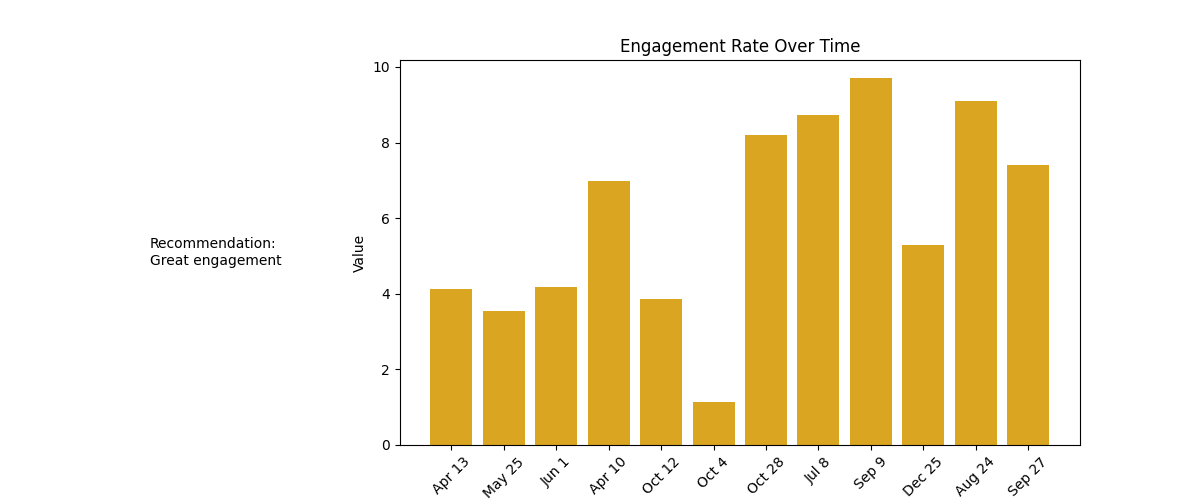 Engagement Rate Over Time
Recommendation:
Great engagement
Value
10
8
6
4
2
0
Apr 13
May 25
Jun 1
Apr 10
Oct 12
Oct 4
Oct 28
Jul 8
Sep 9
Dec 25
Aug 24
Sep 27